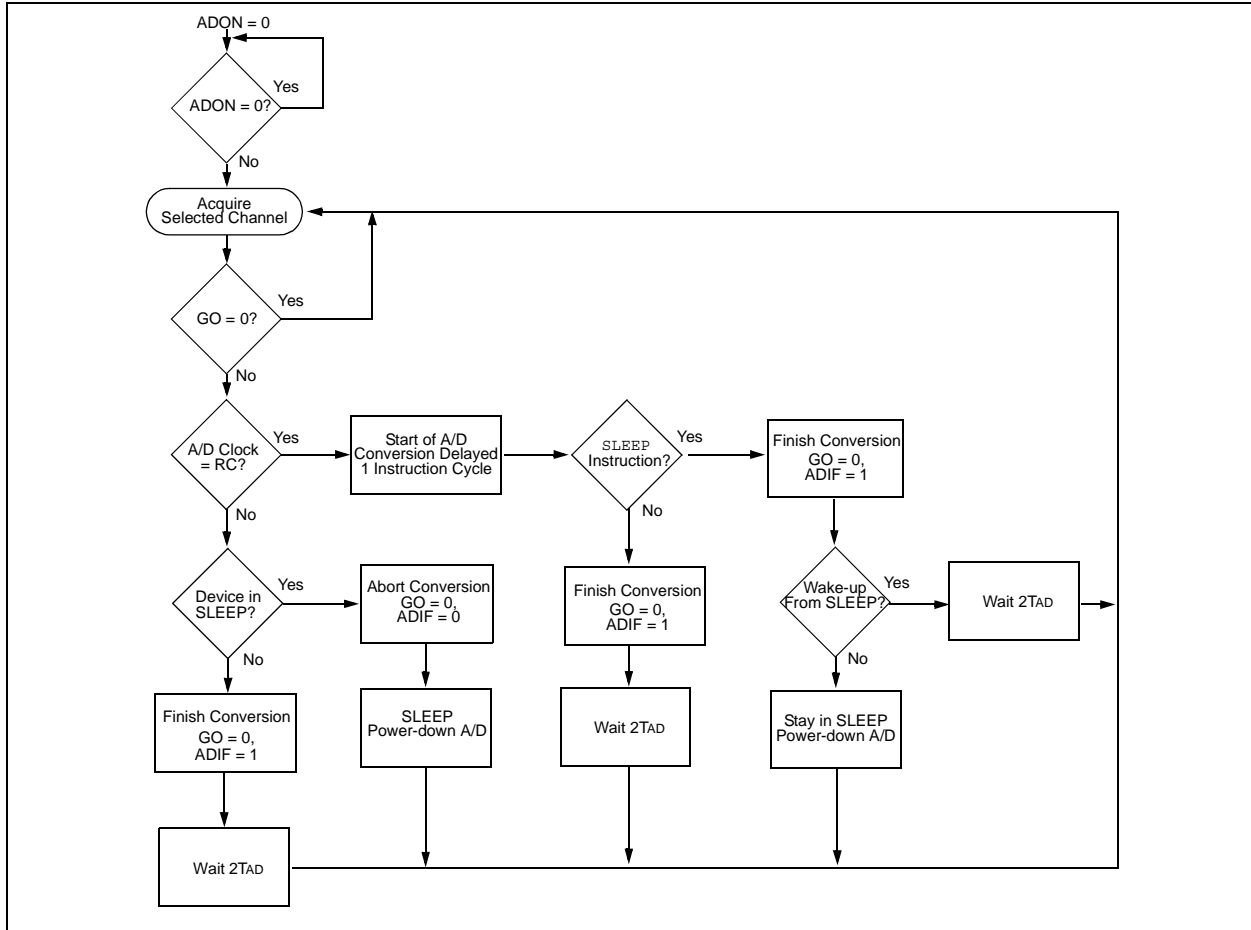 ADON = 0
Yes
ADON = 0?
No
Acquire
Selected Channel
Yes
GO = 0?
No
A/D Clock
= RC?
Yes
Start of A/D
Conversion Delayed
1 Instruction Cycle
SLEEP
Instruction?
Yes
Finish Conversion
GO = 0,
ADIF = 1
No
No
Device in
SLEEP?
Yes
Abort Conversion
GO = 0,
ADIF = 0
Finish Conversion
GO = 0,
ADIF = 1
Wake-up
From SLEEP?
Yes
Wait 2TAD
No
No
Finish Conversion
GO = 0,
ADIF = 1
SLEEP
Power-down A/D
Wait 2TAD
Stay in SLEEP
Power-down A/D
Wait 2TAD